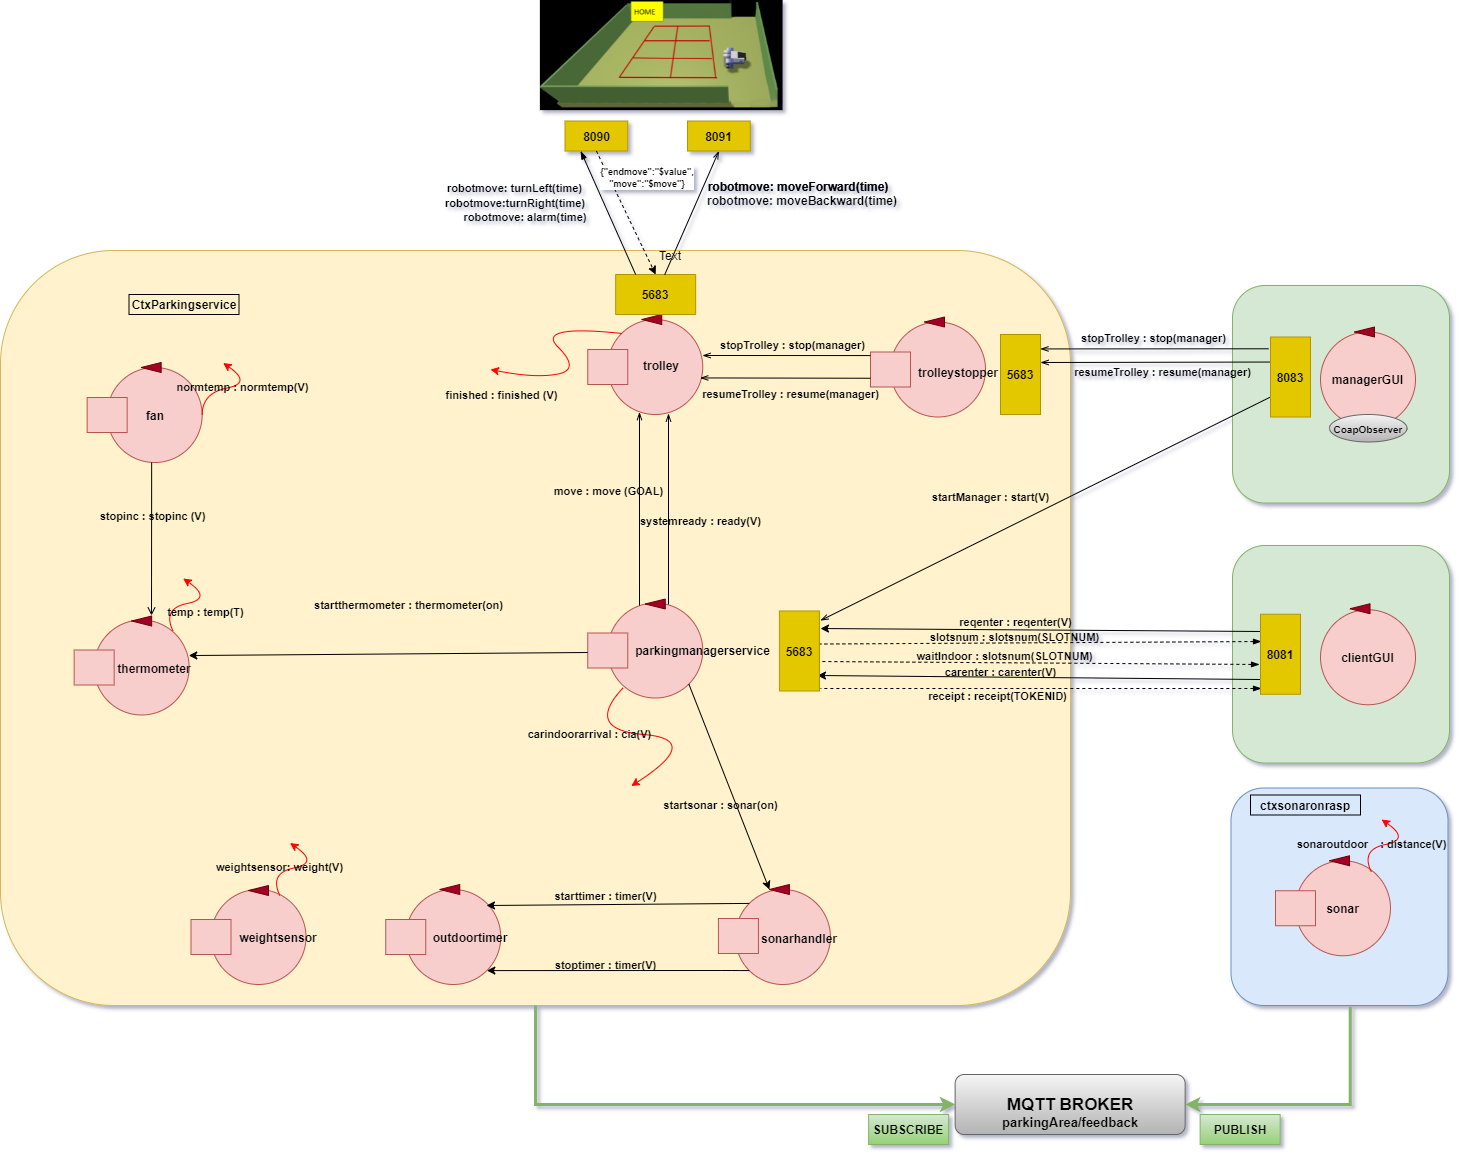 HOME
8090
8091
{"endmove":"$value",
"move":"$move"}
robotmove: turnLeft(time)
robotmove:turnRight(time)
robotmove: alarm(time)
robotmove: moveForward(time)
robotmove: moveBackward(time)
Text
5683
CtxParkingservice
trolley
stopTrolley : stop(manager)
resumeTrolley : resume(manager)
trolleystopper
5683
stopTrolley : stop(manager)
resumeTrolley : resume(manager)
8083
managerGUI
CoapObserver
finished : finished (V)
normtemp : normtemp(V)
fan
move : move (GOAL)
systemready : ready(V)
startManager : start(V)
stopinc : stopinc (V)
temp : temp(T)
startthermometer : thermometer(on)
thermometer
parkingmanagerservice
5683
reqenter : reqenter(V)
slotsnum : slotsnum(SLOTNUM)
waitIndoor : slotsnum(SLOTNUM)
carenter : carenter(V)
receipt : receipt(TOKENID)
8081
clientGUI
carindoorarrival : cia(V)
startsonar : sonar(on)
ctxsonaronrasp
sonaroutdoor : distance(V)
sonar
weightsensor: weight(V)
weightsensor
outdoortimer
starttimer : timer(V)
stoptimer : timer(V)
sonarhandler
MQTT BROKER
parkingArea/feedback
SUBSCRIBE
PUBLISH